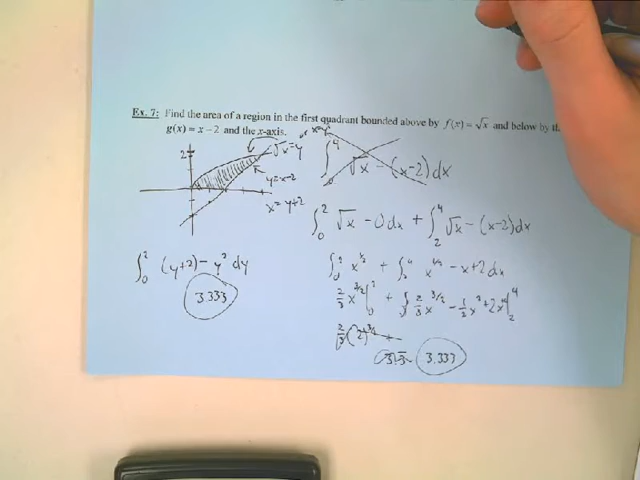 Ex. 7: Find the area of a region in the first quadrant bounded above by f(x) = √x and below by
g(x) = x − 2 and the x-axis.
2
√x = y
y = x−2
x = y+2
∫₀⁴ √x − (x−2) dx
∫₀² √x − 0 dx + ∫₂⁴ √x − (x−2) dx
∫₀² (y+2) − y² dy
3.333
x^½ + x^½ − x + 2 dx
⅔ x^3/2 |₀² + ⅔ x^3/2 − ½ x² + 2x |₂⁴
3.333